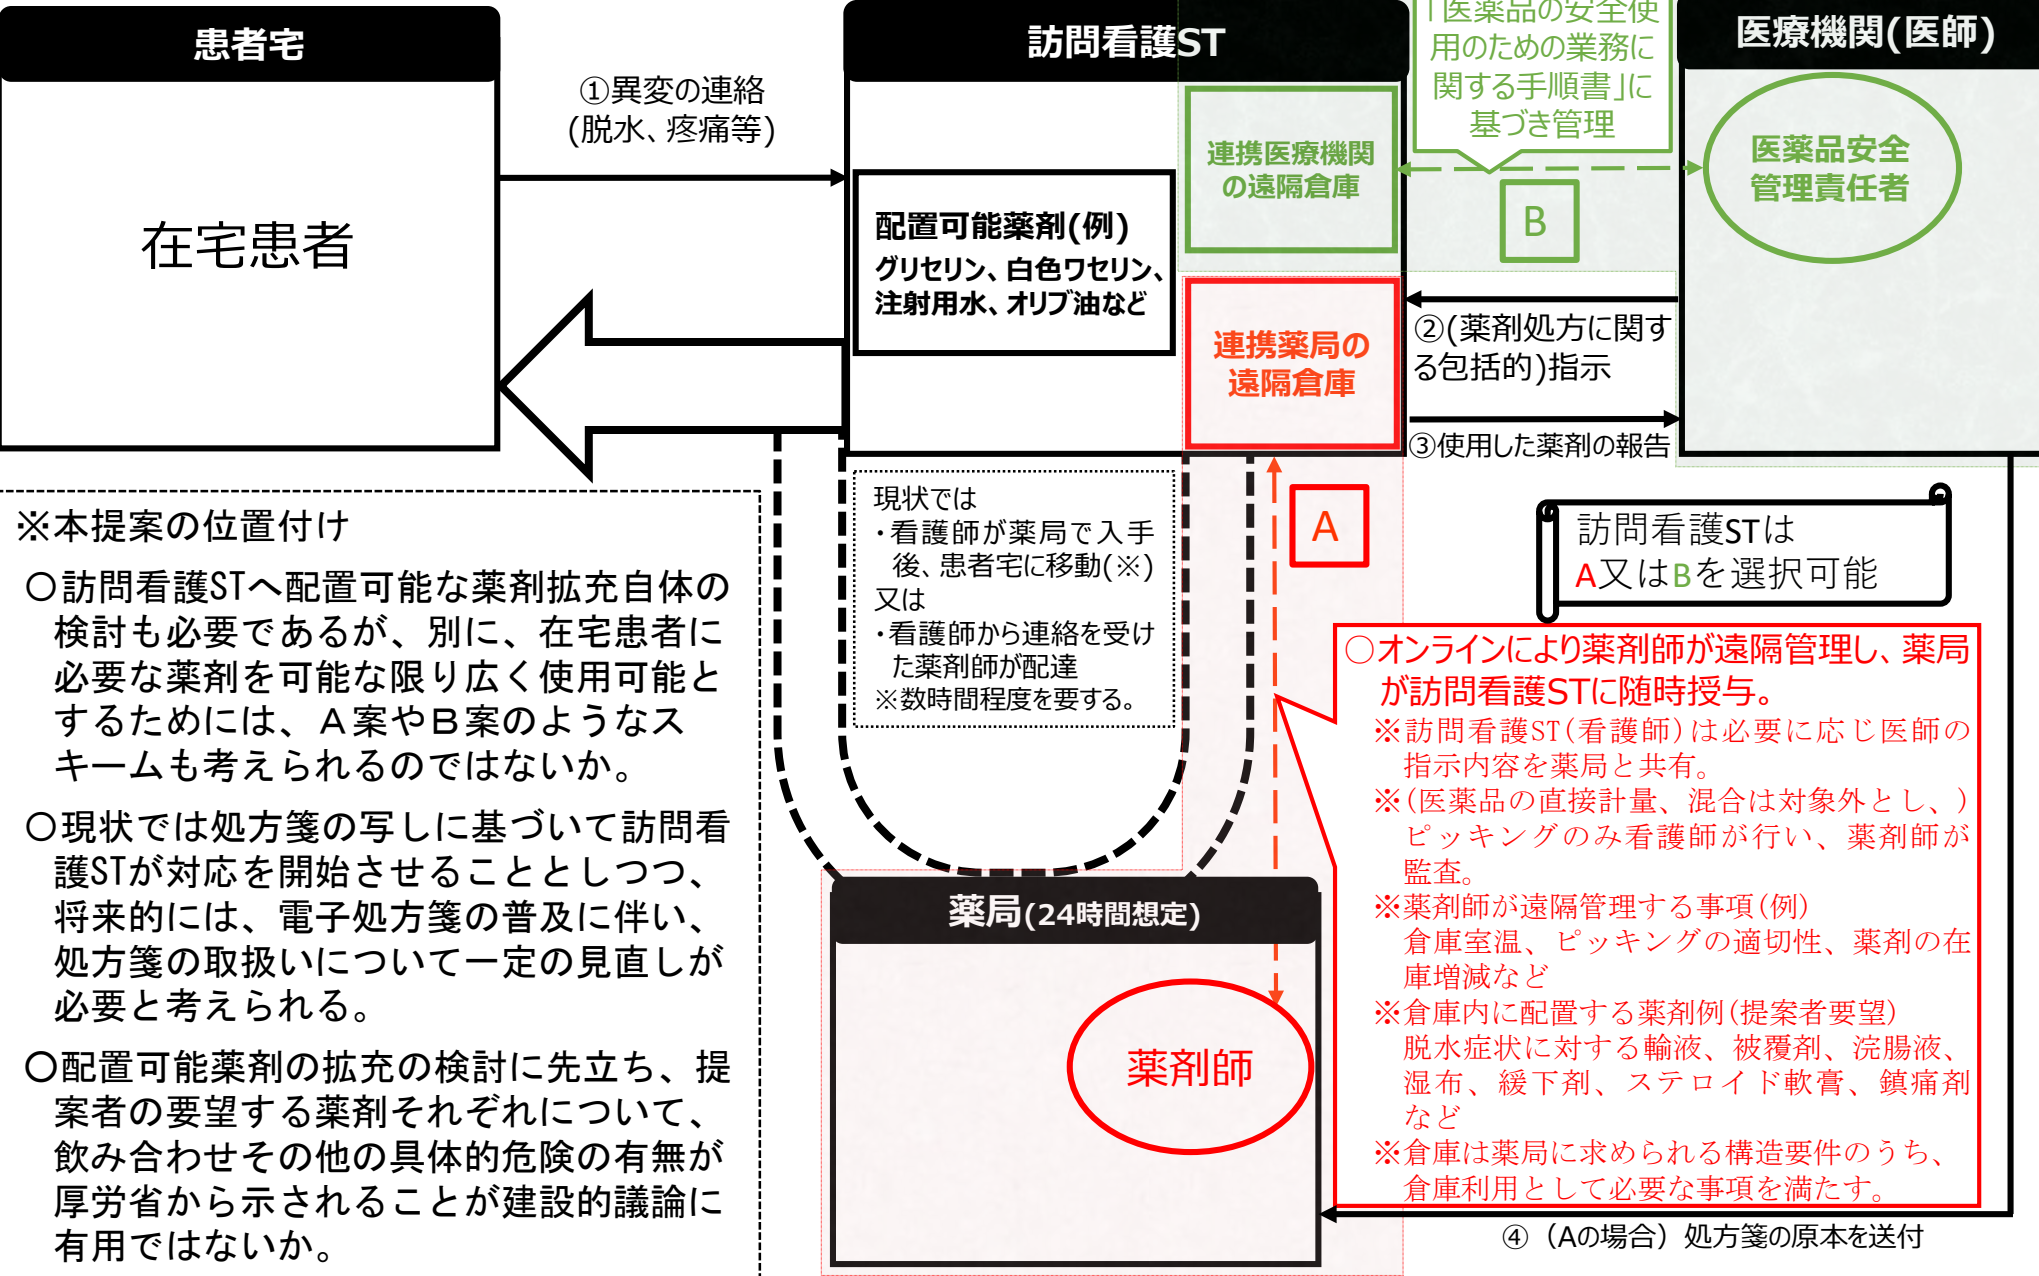 患者宅
在宅患者
①異変の連絡
(脱水、疼痛等)
訪問看護ST
配置可能薬剤(例)
グリセリン、白色ワセリン、
注射用水、オリブ油など
連携医療機関
の遠隔倉庫
連携薬局の
遠隔倉庫
「医薬品の安全使
用のための業務に
関する手順書」に
基づき管理
B
医療機関(医師)
医薬品安全
管理責任者
②(薬剤処方に関す
る包括的)指示
③使用した薬剤の報告
現状では
・看護師が薬局で入手
後、患者宅に移動(※)
又は
・看護師から連絡を受け
た薬剤師が配達
※数時間程度を要する。
A
訪問看護STは
A又はBを選択可能
※本提案の位置付け
○訪問看護STへ配置可能な薬剤拡充自体の
検討も必要であるが、別に、在宅患者に
必要な薬剤を可能な限り広く使用可能と
するためには、A案やB案のようなス
キームも考えられるのではないか。
○現状では処方箋の写しに基づいて訪問看
護STが対応を開始させることとしつつ、
将来的には、電子処方箋の普及に伴い、
処方箋の取扱いについて一定の見直しが
必要と考えられる。
○配置可能薬剤の拡充の検討に先立ち、提
案者の要望する薬剤それぞれについて、
飲み合わせその他の具体的危険の有無が
厚労省から示されることが建設的議論に
有用ではないか。
薬局(24時間想定)
薬剤師
○オンラインにより薬剤師が遠隔管理し、薬局
が訪問看護STに随時授与。
※訪問看護ST(看護師)は必要に応じ医師の
指示内容を薬局と共有。
※(医薬品の直接計量、混合は対象外とし、)
ピッキングのみ看護師が行い、薬剤師が
監査。
※薬剤師が遠隔管理する事項(例)
倉庫室温、ピッキングの適切性、薬剤の在
庫増減など
※倉庫内に配置する薬剤例(提案者要望)
脱水症状に対する輸液、被覆剤、浣腸液、
湿布、緩下剤、ステロイド軟膏、鎮痛剤
など
※倉庫は薬局に求められる構造要件のうち、
倉庫利用として必要な事項を満たす。
④（Aの場合）処方箋の原本を送付